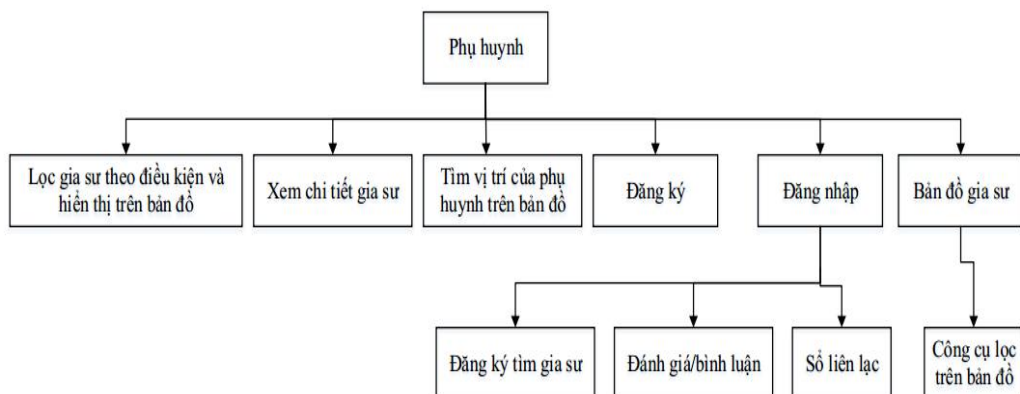 Phụ huynh
Lọc gia sư theo điều kiện và
hiển thị trên bản đồ
Xem chi tiết gia sư
Tìm vị trí của phụ
huynh trên bản đồ
Đăng ký
Đăng nhập
Bản đồ gia sư
Đăng ký tìm gia sư
Đánh giá/bình luận
Sổ liên lạc
Công cụ lọc
trên bản đồ